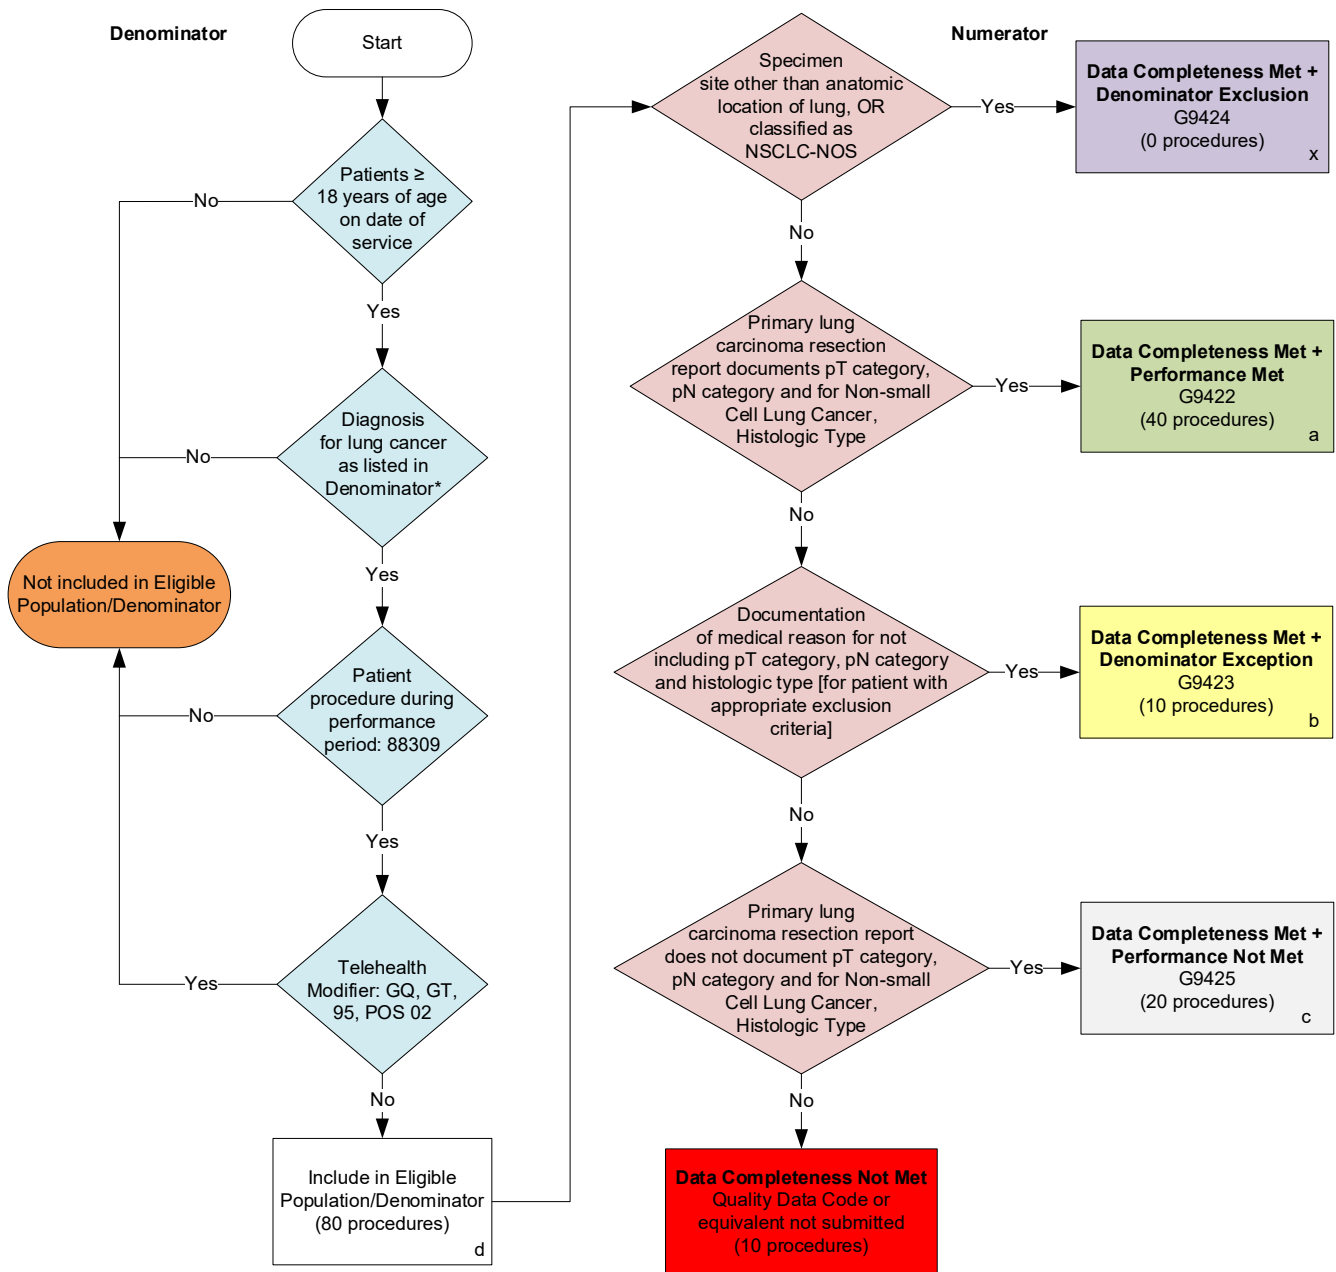 Denominator
Start
Patients ≥
18 years of age
on date of
service
No
Yes
Diagnosis
for lung cancer
as listed in
Denominator*
No
Yes
Not included in Eligible
Population/Denominator
Patient
procedure during
performance
period: 88309
No
Yes
Telehealth
Modifier: GQ, GT,
95, POS 02
Yes
No
Include in Eligible
Population/Denominator
(80 procedures)
d
Numerator
Specimen
site other than anatomic
location of lung, OR
classified as
NSCLC-NOS
Yes
Data Completeness Met +
Denominator Exclusion
G9424
(0 procedures)
x
No
Primary lung
carcinoma resection
report documents pT category,
pN category and for Non-small
Cell Lung Cancer,
Histologic Type
Yes
Data Completeness Met +
Performance Met
G9422
(40 procedures)
a
No
Documentation
of medical reason for not
including pT category, pN category
and histologic type [for patient with
appropriate exclusion
criteria]
Yes
Data Completeness Met +
Denominator Exception
G9423
(10 procedures)
b
No
Primary lung
carcinoma resection report
does not document pT category,
pN category and for Non-small
Cell Lung Cancer,
Histologic Type
Yes
Data Completeness Met +
Performance Not Met
G9425
(20 procedures)
c
No
Data Completeness Not Met
Quality Data Code or
equivalent not submitted
(10 procedures)